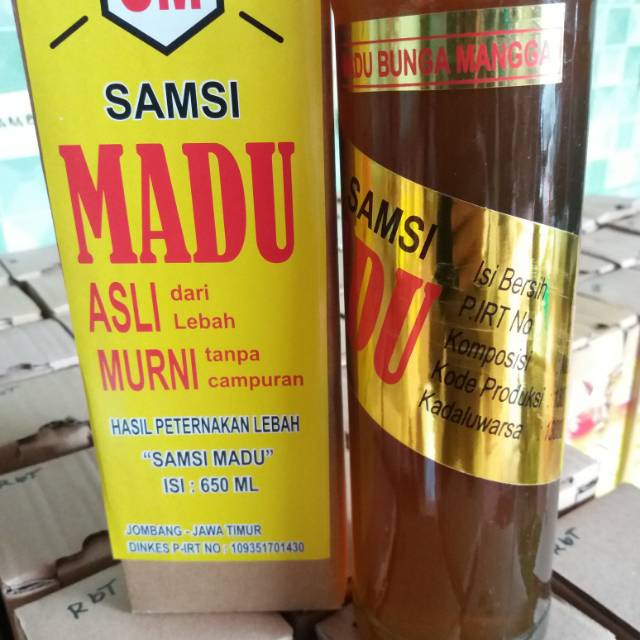 SM
SAMSI
MADU
ASLI dari Lebah
MURNI tanpa campuran
HASIL PETERNAKAN LEBAH
"SAMSI MADU"
ISI : 650 ML
JOMBANG - JAWA TIMUR
DINKES P-IRT NO : 109351701430
MADU BUNGA MANGGA
SAMSI
DU
Isi Bersih
P.IRT No
Komposisi
Kode Produksi :
Kadaluwarsa
RBT
RBT
RBT